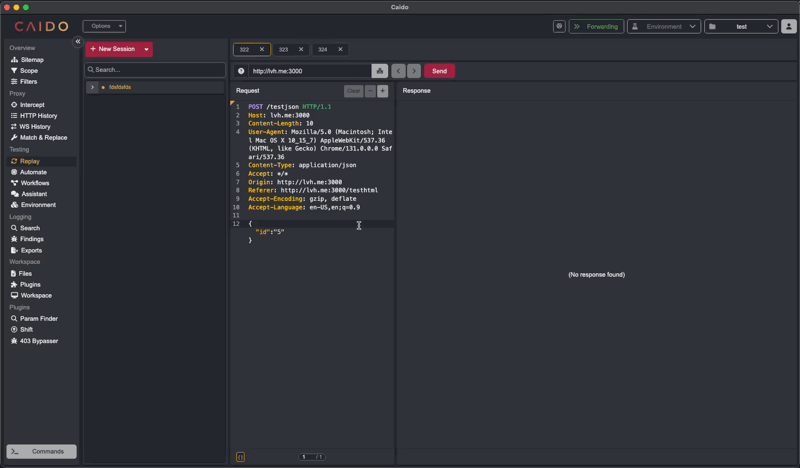 Caido
CAIDO
Options
Forwarding
Environment
test
Overview
Sitemap
Scope
Filters
Proxy
Intercept
HTTP History
WS History
Match & Replace
Testing
Replay
Automate
Workflows
Assistant
Environment
Logging
Search
Findings
Exports
Workspace
Files
Plugins
Workspace
Plugins
Param Finder
Shift
403 Bypasser
Commands
+ New Session
Search...
fdsfdsfds
322
323
324
http://lvh.me:3000
Send
Request
Clear
1 POST /testjson HTTP/1.1
2 Host: lvh.me:3000
3 Content-Length: 10
4 User-Agent: Mozilla/5.0 (Macintosh; Inte
l Mac OS X 10_15_7) AppleWebKit/537.36
(KHTML, like Gecko) Chrome/131.0.0.0 Saf
ari/537.36
5 Content-Type: application/json
6 Accept: */*
7 Origin: http://lvh.me:3000
8 Referer: http://lvh.me:3000/testhtml
9 Accept-Encoding: gzip, deflate
10 Accept-Language: en-US,en;q=0.9
11
12 {
"id":"5"
}
1 / 1
Response
(No response found)